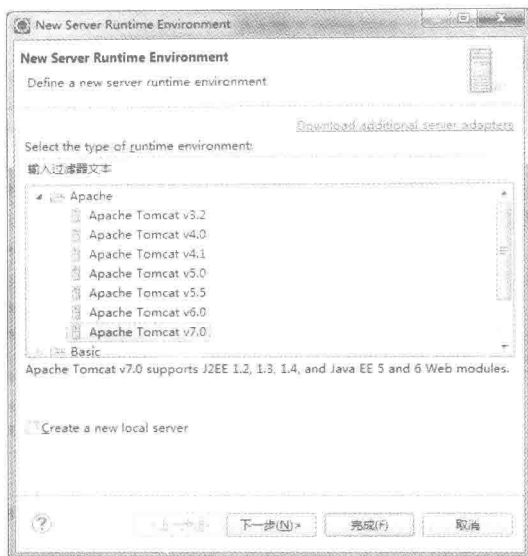 New Server Runtime Environment
New Server Runtime Environment
Define a new server runtime environment
Download additional server adapters
Select the type of runtime environment:
输入过滤器文本
Apache
Apache Tomcat v3.2
Apache Tomcat v4.0
Apache Tomcat v4.1
Apache Tomcat v5.0
Apache Tomcat v5.5
Apache Tomcat v6.0
Apache Tomcat v7.0
Basic
Apache Tomcat v7.0 supports J2EE 1.2, 1.3, 1.4, and Java EE 5 and 6 Web modules.
Create a new local server
下一步(N)>
完成(F)
取消